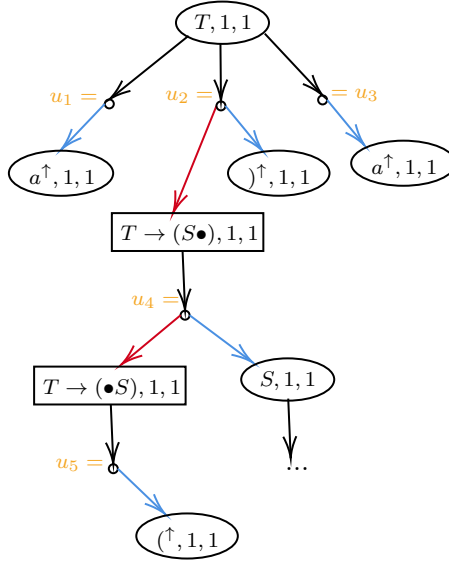 T, 1, 1
u₁ =
u₂ =
= u₃
a↑, 1, 1
)↑, 1, 1
a↑, 1, 1
T → (S●), 1, 1
u₄ =
T → (●S), 1, 1
S, 1, 1
u₅ =
...
(↑, 1, 1